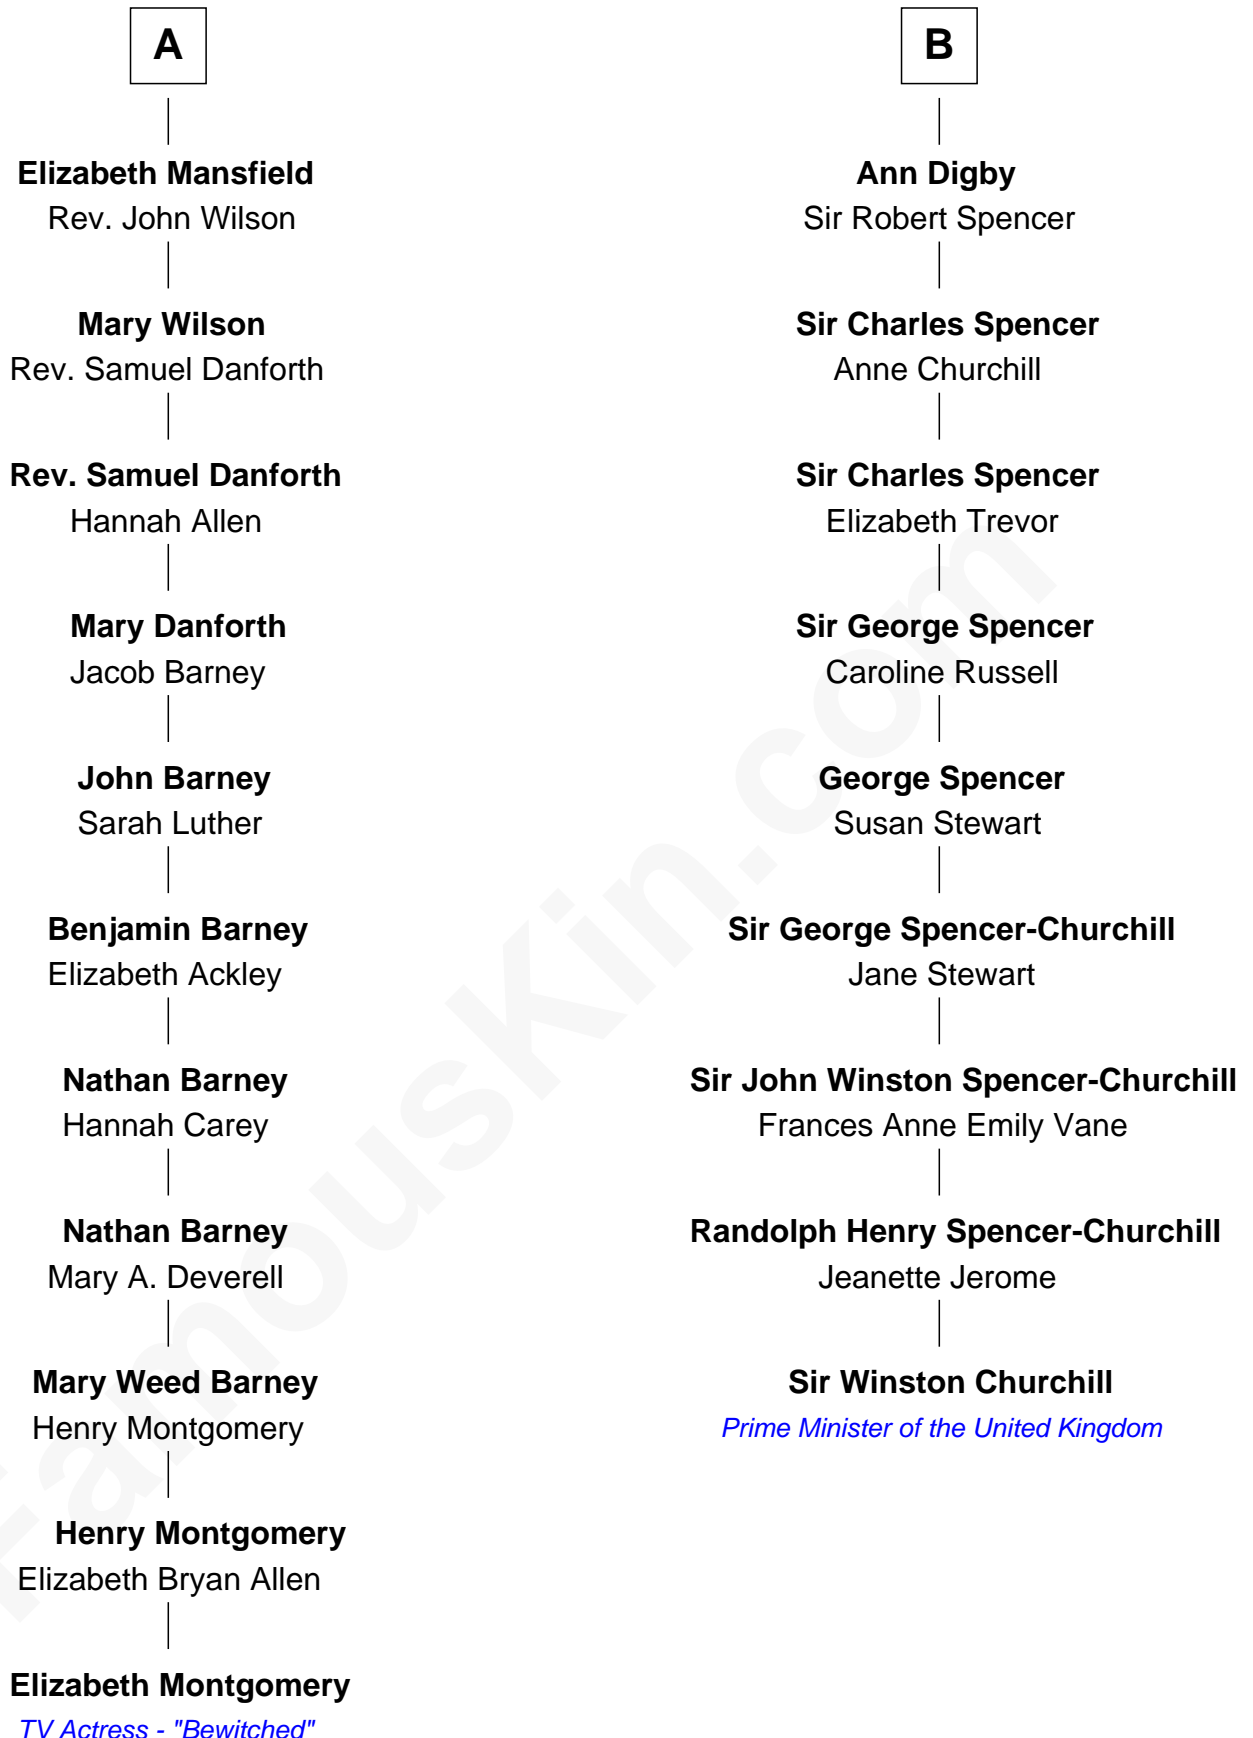 A
Elizabeth Mansfield
Rev. John Wilson
Mary Wilson
Rev. Samuel Danforth
Rev. Samuel Danforth
Hannah Allen
Mary Danforth
Jacob Barney
John Barney
Sarah Luther
Benjamin Barney
Elizabeth Ackley
Nathan Barney
Hannah Carey
Nathan Barney
Mary A. Deverell
Mary Weed Barney
Henry Montgomery
Henry Montgomery
Elizabeth Bryan Allen
Elizabeth Montgomery
TV Actress - "Bewitched"
B
Ann Digby
Sir Robert Spencer
Sir Charles Spencer
Anne Churchill
Sir Charles Spencer
Elizabeth Trevor
Sir George Spencer
Caroline Russell
George Spencer
Susan Stewart
Sir George Spencer-Churchill
Jane Stewart
Sir John Winston Spencer-Churchill
Frances Anne Emily Vane
Randolph Henry Spencer-Churchill
Jeanette Jerome
Sir Winston Churchill
Prime Minister of the United Kingdom
FamousKin.com